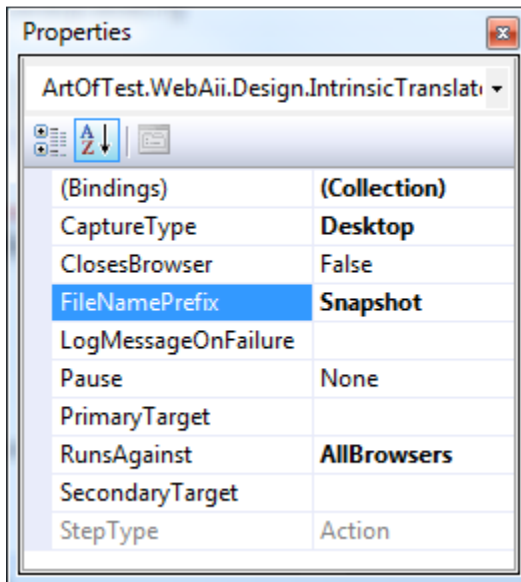 Properties
ArtOfTest.WebAii.Design.IntrinsicTranslat
(Bindings) (Collection)
CaptureType Desktop
ClosesBrowser False
FileNamePrefix Snapshot
LogMessageOnFailure
Pause None
PrimaryTarget
RunsAgainst AllBrowsers
SecondaryTarget
StepType Action